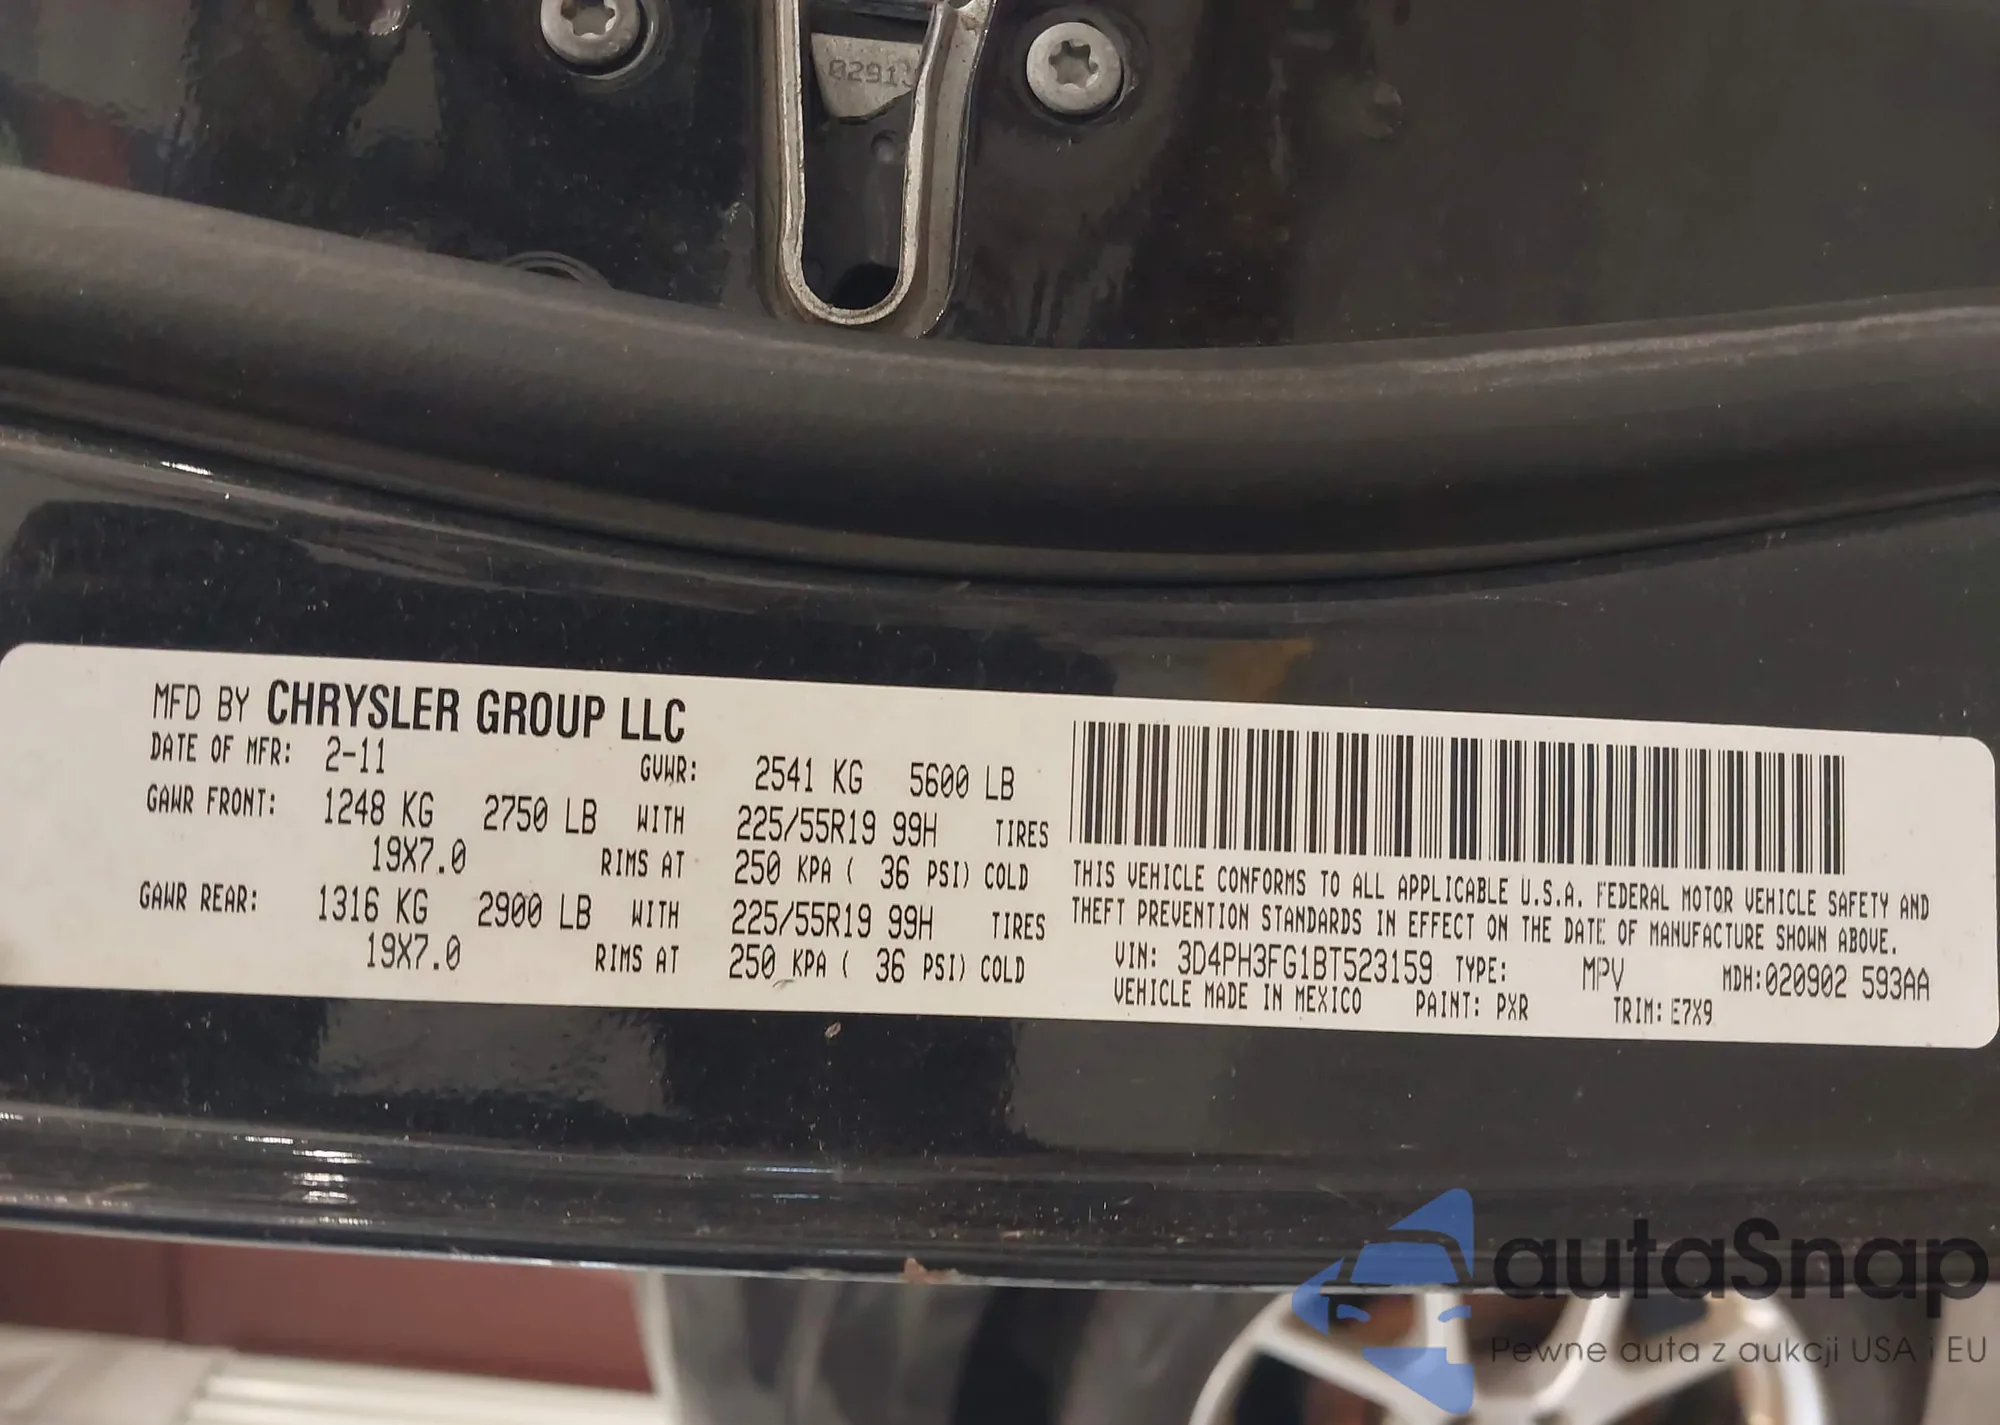 0291
MFD BY CHRYSLER GROUP LLC
DATE OF MFR: 2-11 GVWR: 2541 KG 5600 LB
GAWR FRONT: 1248 KG 2750 LB WITH 225/55R19 99H TIRES
19X7.0 RIMS AT 250 KPA ( 36 PSI) COLD
GAWR REAR: 1316 KG 2900 LB WITH 225/55R19 99H TIRES
19X7.0 RIMS AT 250 KPA ( 36 PSI) COLD
THIS VEHICLE CONFORMS TO ALL APPLICABLE U.S.A. FEDERAL MOTOR VEHICLE SAFETY AND
THEFT PREVENTION STANDARDS IN EFFECT ON THE DATE OF MANUFACTURE SHOWN ABOVE.
VIN: 3D4PH3FG1BT523159 TYPE: MPV MDH:020902 593AA
VEHICLE MADE IN MEXICO PAINT: PXR TRIM: E7X9
autaSnap
Pewne auta z aukcji USA i EU